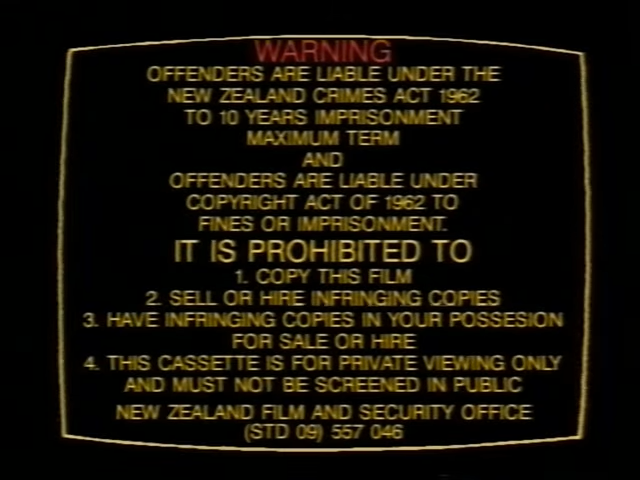 WARNING
OFFENDERS ARE LIABLE UNDER THE
NEW ZEALAND CRIMES ACT 1962
TO 10 YEARS IMPRISONMENT
MAXIMUM TERM
AND
OFFENDERS ARE LIABLE UNDER
COPYRIGHT ACT OF 1962 TO
FINES OR IMPRISONMENT.
IT IS PROHIBITED TO
1. COPY THIS FILM
2. SELL OR HIRE INFRINGING COPIES
3. HAVE INFRINGING COPIES IN YOUR POSSESION
FOR SALE OR HIRE
4. THIS CASSETTE IS FOR PRIVATE VIEWING ONLY
AND MUST NOT BE SCREENED IN PUBLIC
NEW ZEALAND FILM AND SECURITY OFFICE
(STD 09) 557 046